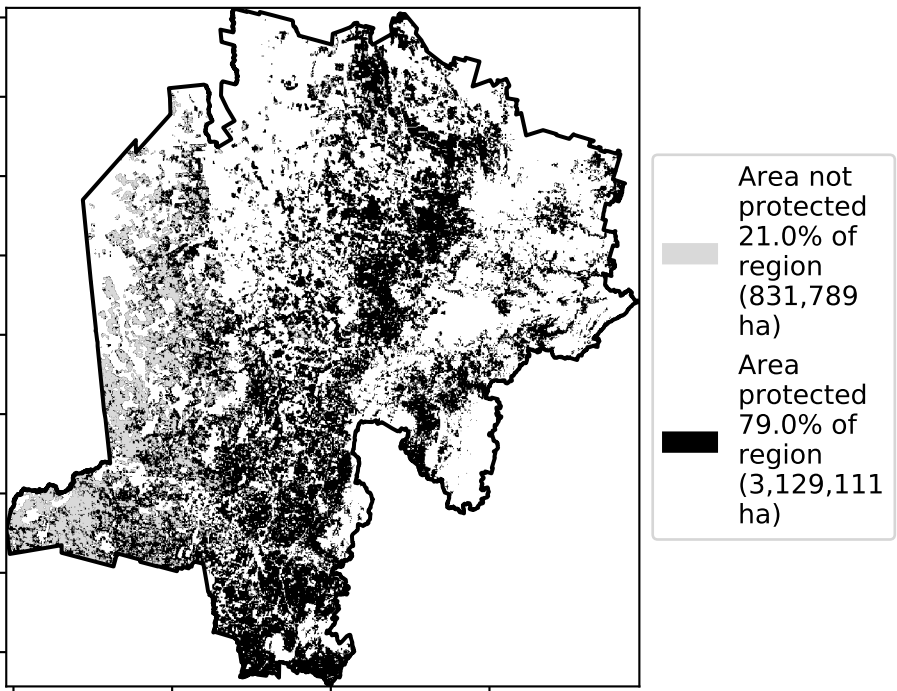 Area not
protected
21.0% of
region
(831,789
ha)
Area
protected
79.0% of
region
(3,129,111
ha)